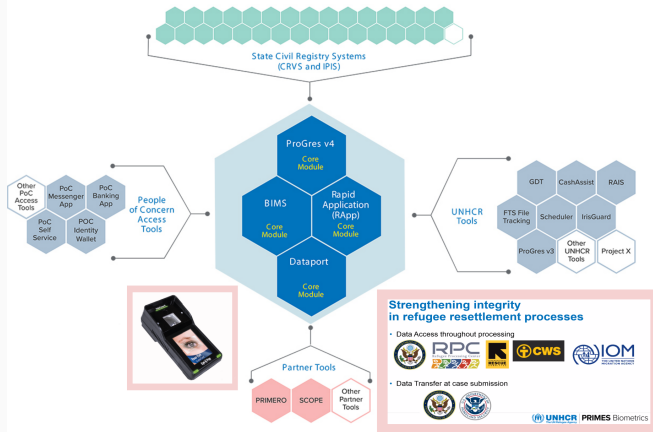 State Civil Registry Systems
(CRVS and IPIS)
ProGres v4
Core
Module
BIMS
Core
Module
Rapid
Application
(RApp)
Core
Module
Dataport
Core
Module
Other
PoC
Access
Tools
PoC
Messenger
App
PoC
Banking
App
PoC
Self
Service
POC
Identity
Wallet
People
of Concern
Access
Tools
UNHCR
Tools
GDT
CashAssist
RAIS
FTS File
Tracking
Scheduler
IrisGuard
ProGres v3
Other
UNHCR
Tools
Project X
Partner Tools
PRIMERO
SCOPE
Other
Partner
Tools
Strengthening integrity
in refugee resettlement processes
• Data Access throughout processing
RPC
Refugee Processing Center
RESCUE
CWS
IOM
• Data Transfer at case submission
UNHCR
PRIMES Biometrics